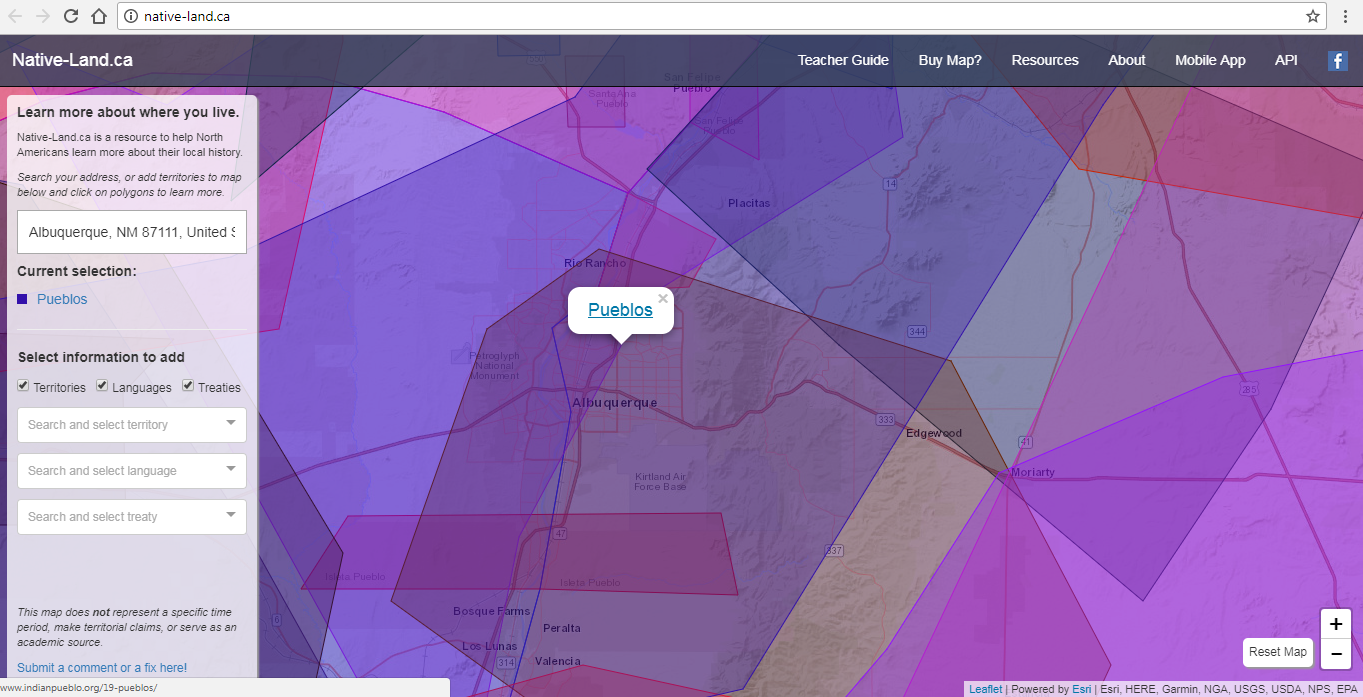 native-land.ca
Native-Land.ca
Teacher Guide
Buy Map?
Resources
About
Mobile App
API
f
Learn more about where you live.
Native-Land.ca is a resource to help North
Americans learn more about their local history.
Search your address, or add territories to map
below and click on polygons to learn more.
Albuquerque, NM 87111, United S
Current selection:
Pueblos
Select information to add
Territories
Languages
Treaties
Search and select territory
Search and select language
Search and select treaty
This map does not represent a specific time
period, make territorial claims, or serve as an
academic source.
Submit a comment or a fix here!
www.indianpueblo.org/19-pueblos/
San Felipe
Pueblo
Santa Ana
Pueblo
San Felipe
Pueblo
14
Placitas
Rio Rancho
Pueblos
×
344
Petroglyph
National
Monument
285
Albuquerque
333
Edgewood
41
Moriarty
Kirtland Air
Force Base
47
337
Isleta Pueblo
Isleta Pueblo
6
Bosque Farms
Peralta
Los Lunas
314
Valencia
+
−
Reset Map
Leaflet | Powered by Esri | Esri, HERE, Garmin, NGA, USGS, USDA, NPS, EPA